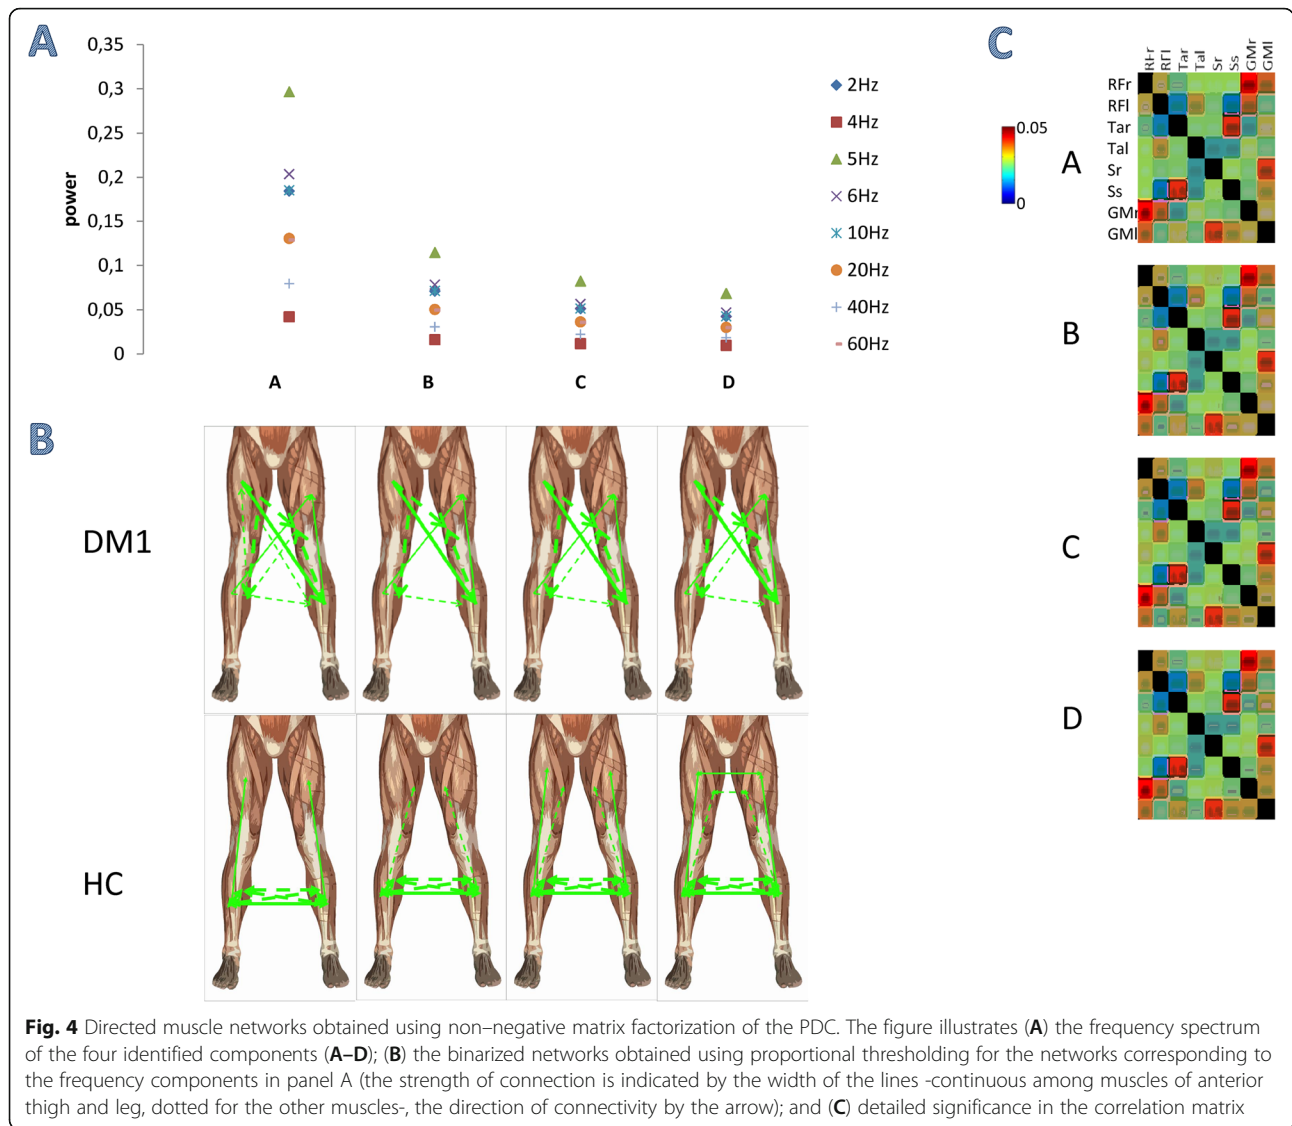 A
0,35
0,3
0,25
0,2
0,15
0,1
0,05
0
power
A B C D
2Hz
4Hz
5Hz
6Hz
10Hz
20Hz
40Hz
60Hz
B
DM1
HC
C
0.05
0
RFr RFl Tar Tal Sr Ss GMr GMl
RFr
RFl
Tar
Tal
Sr
Ss
GMr
GMl
A
B
C
D
Fig. 4 Directed muscle networks obtained using non–negative matrix factorization of the PDC. The figure illustrates (A) the frequency spectrum
of the four identified components (A–D); (B) the binarized networks obtained using proportional thresholding for the networks corresponding to
the frequency components in panel A (the strength of connection is indicated by the width of the lines -continuous among muscles of anterior
thigh and leg, dotted for the other muscles-, the direction of connectivity by the arrow); and (C) detailed significance in the correlation matrix